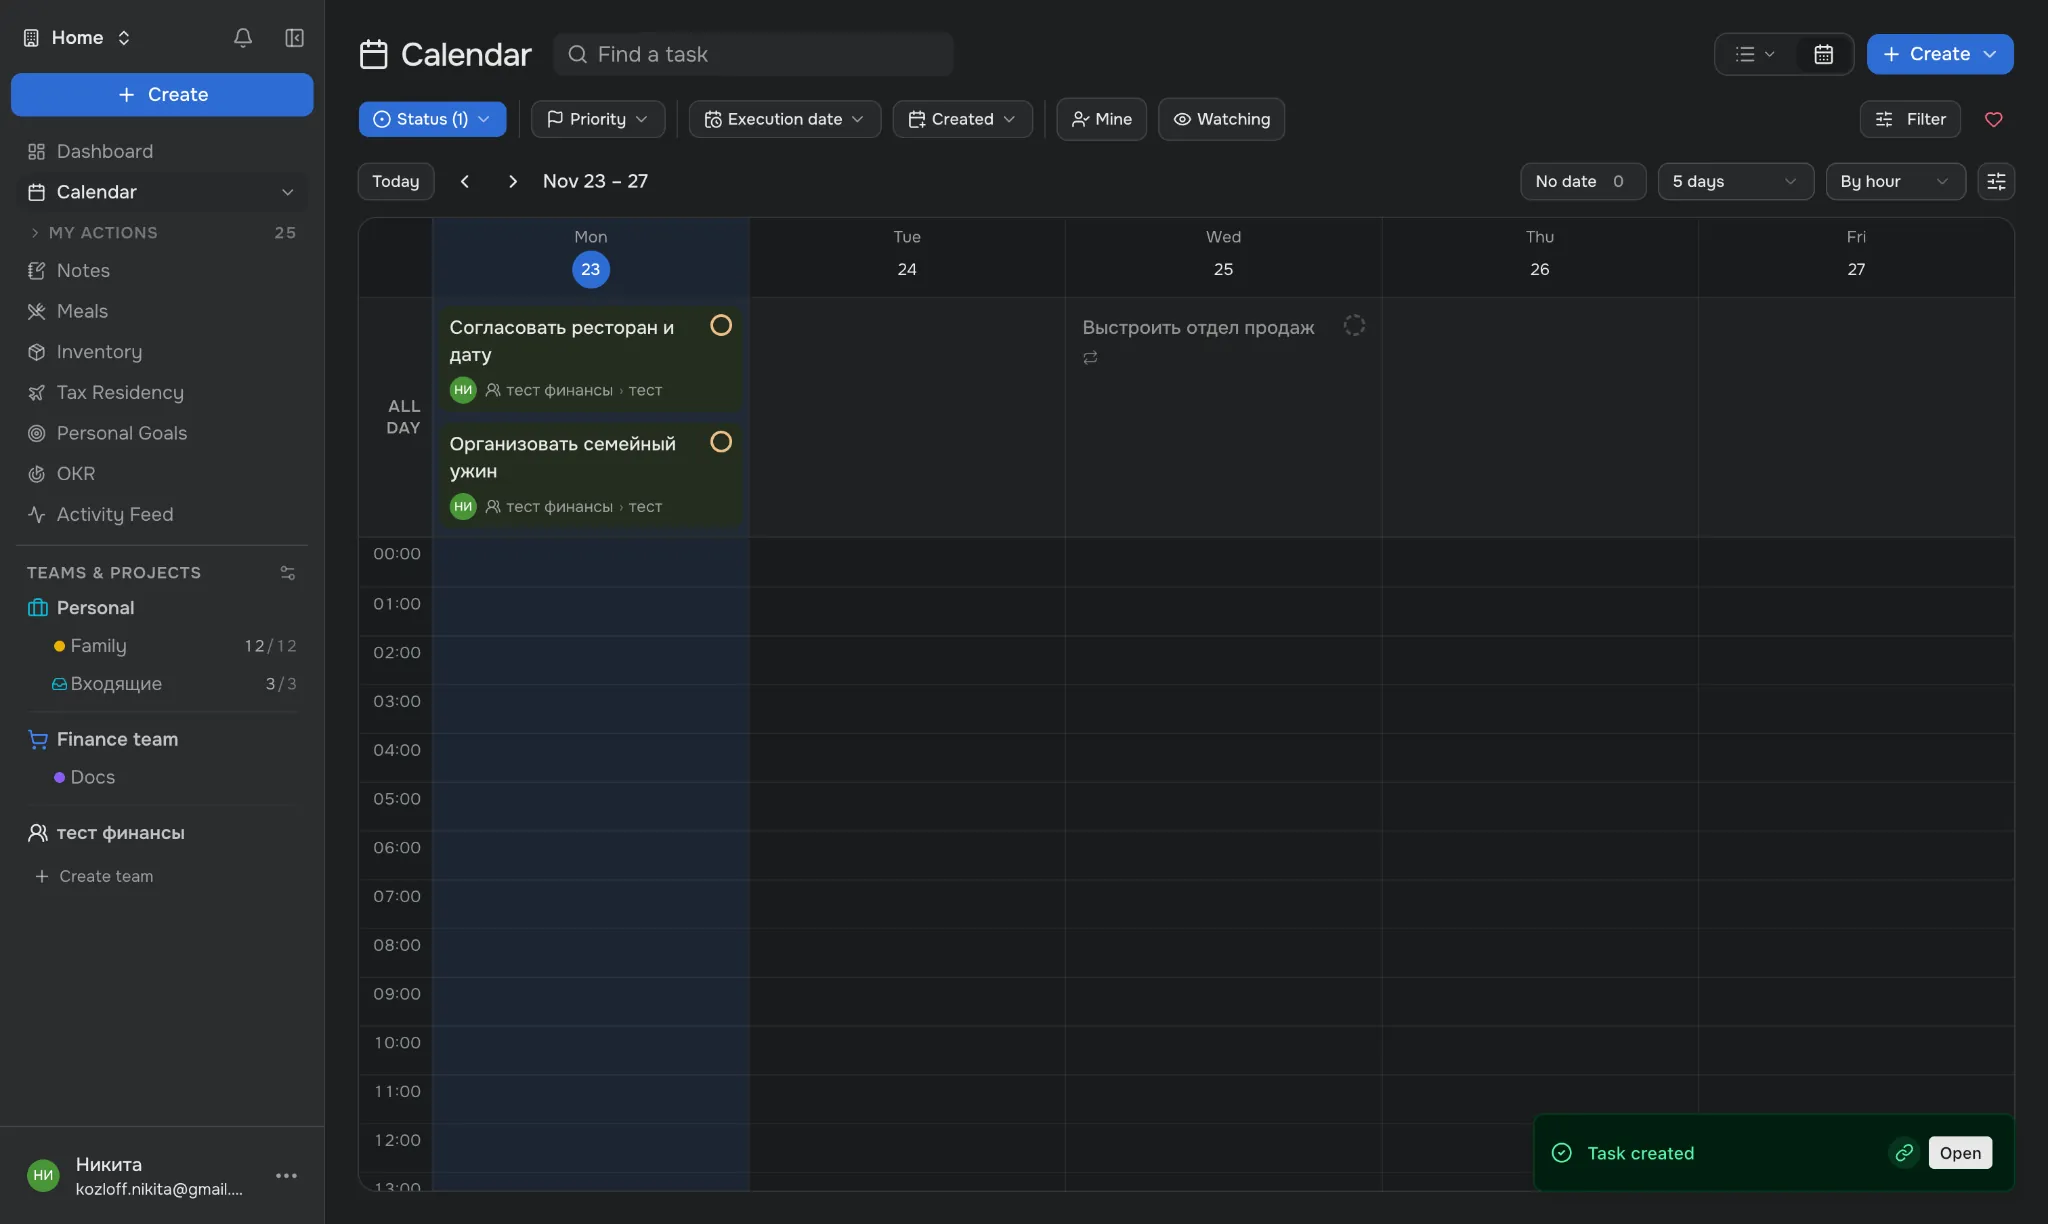 Home
Create
Dashboard
Calendar
MY ACTIONS 25
Notes
Meals
Inventory
Tax Residency
Personal Goals
OKR
Activity Feed
TEAMS & PROJECTS
Personal
Family 12/12
Входящие 3/3
Finance team
Docs
тест финансы
Create team
НИ
Никита
kozloff.nikita@gmail....
Calendar
Find a task
Create
Status (1)
Priority
Execution date
Created
Mine
Watching
Filter
Today
Nov 23 – 27
No date 0
5 days
By hour
Mon
23
Tue
24
Wed
25
Thu
26
Fri
27
ALL
DAY
Согласовать ресторан и
дату
НИ тест финансы › тест
Организовать семейный
ужин
НИ тест финансы › тест
Выстроить отдел продаж
00:00
01:00
02:00
03:00
04:00
05:00
06:00
07:00
08:00
09:00
10:00
11:00
12:00
13:00
Task created
Open